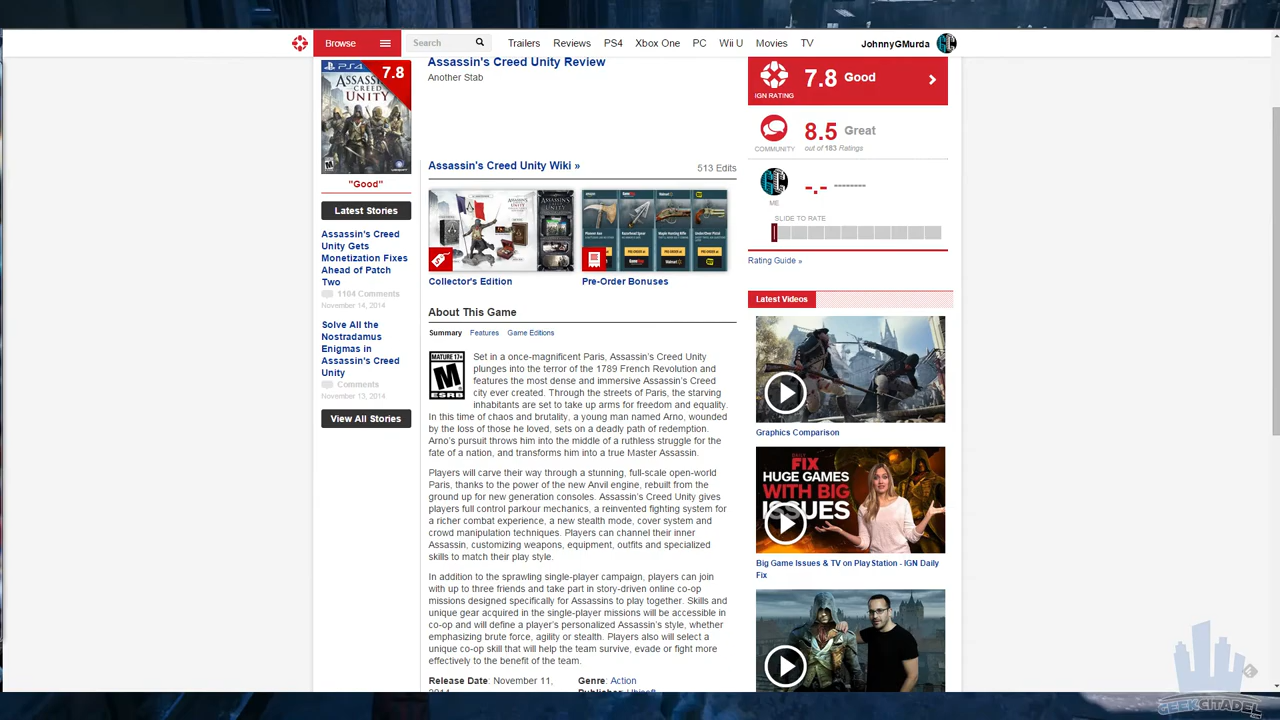 Browse
Search
Trailers Reviews PS4 Xbox One PC Wii U Movies TV
JohnnyGMurda
PS4
7.8
ASSASSIN'S
CREED
UNITY
UBISOFT
"Good"
Latest Stories
Assassin's Creed
Unity Gets
Monetization Fixes
Ahead of Patch
Two
1104 Comments
November 14, 2014
Solve All the
Nostradamus
Enigmas in
Assassin's Creed
Unity
Comments
November 13, 2014
View All Stories
Assassin's Creed Unity Review
Another Stab
Assassin's Creed Unity Wiki »
513 Edits
Collector's Edition
Pre-Order Bonuses
About This Game
Summary Features Game Editions
MATURE 17+
M
ESRB
Set in a once-magnificent Paris, Assassin's Creed Unity
plunges into the terror of the 1789 French Revolution and
features the most dense and immersive Assassin's Creed
city ever created. Through the streets of Paris, the starving
inhabitants are set to take up arms for freedom and equality.
In this time of chaos and brutality, a young man named Arno, wounded
by the loss of those he loved, sets on a deadly path of redemption.
Arno's pursuit throws him into the middle of a ruthless struggle for the
fate of a nation, and transforms him into a true Master Assassin.
Players will carve their way through a stunning, full-scale open-world
Paris, thanks to the power of the new Anvil engine, rebuilt from the
ground up for new generation consoles. Assassin's Creed Unity gives
players full control parkour mechanics, a reinvented fighting system for
a richer combat experience, a new stealth mode, cover system and
crowd manipulation techniques. Players can channel their inner
Assassin, customizing weapons, equipment, outfits and specialized
skills to match their play style.
In addition to the sprawling single-player campaign, players can join
with up to three friends and take part in story-driven online co-op
missions designed specifically for Assassins to play together. Skills and
unique gear acquired in the single-player missions will be accessible in
co-op and will define a player's personalized Assassin's style, whether
emphasizing brute force, agility or stealth. Players also will select a
unique co-op skill that will help the team survive, evade or fight more
effectively to the benefit of the team.
Release Date: November 11,
2014
Genre: Action
Publisher: Ubisoft
IGN RATING
7.8 Good
COMMUNITY
8.5 Great
out of 183 Ratings
ME
-.- --------
SLIDE TO RATE
Rating Guide »
Latest Videos
Graphics Comparison
DAILY
FIX
HUGE GAMES
WITH BIG
ISSUES
Big Game Issues & TV on PlayStation - IGN Daily
Fix
GEEKCITADEL